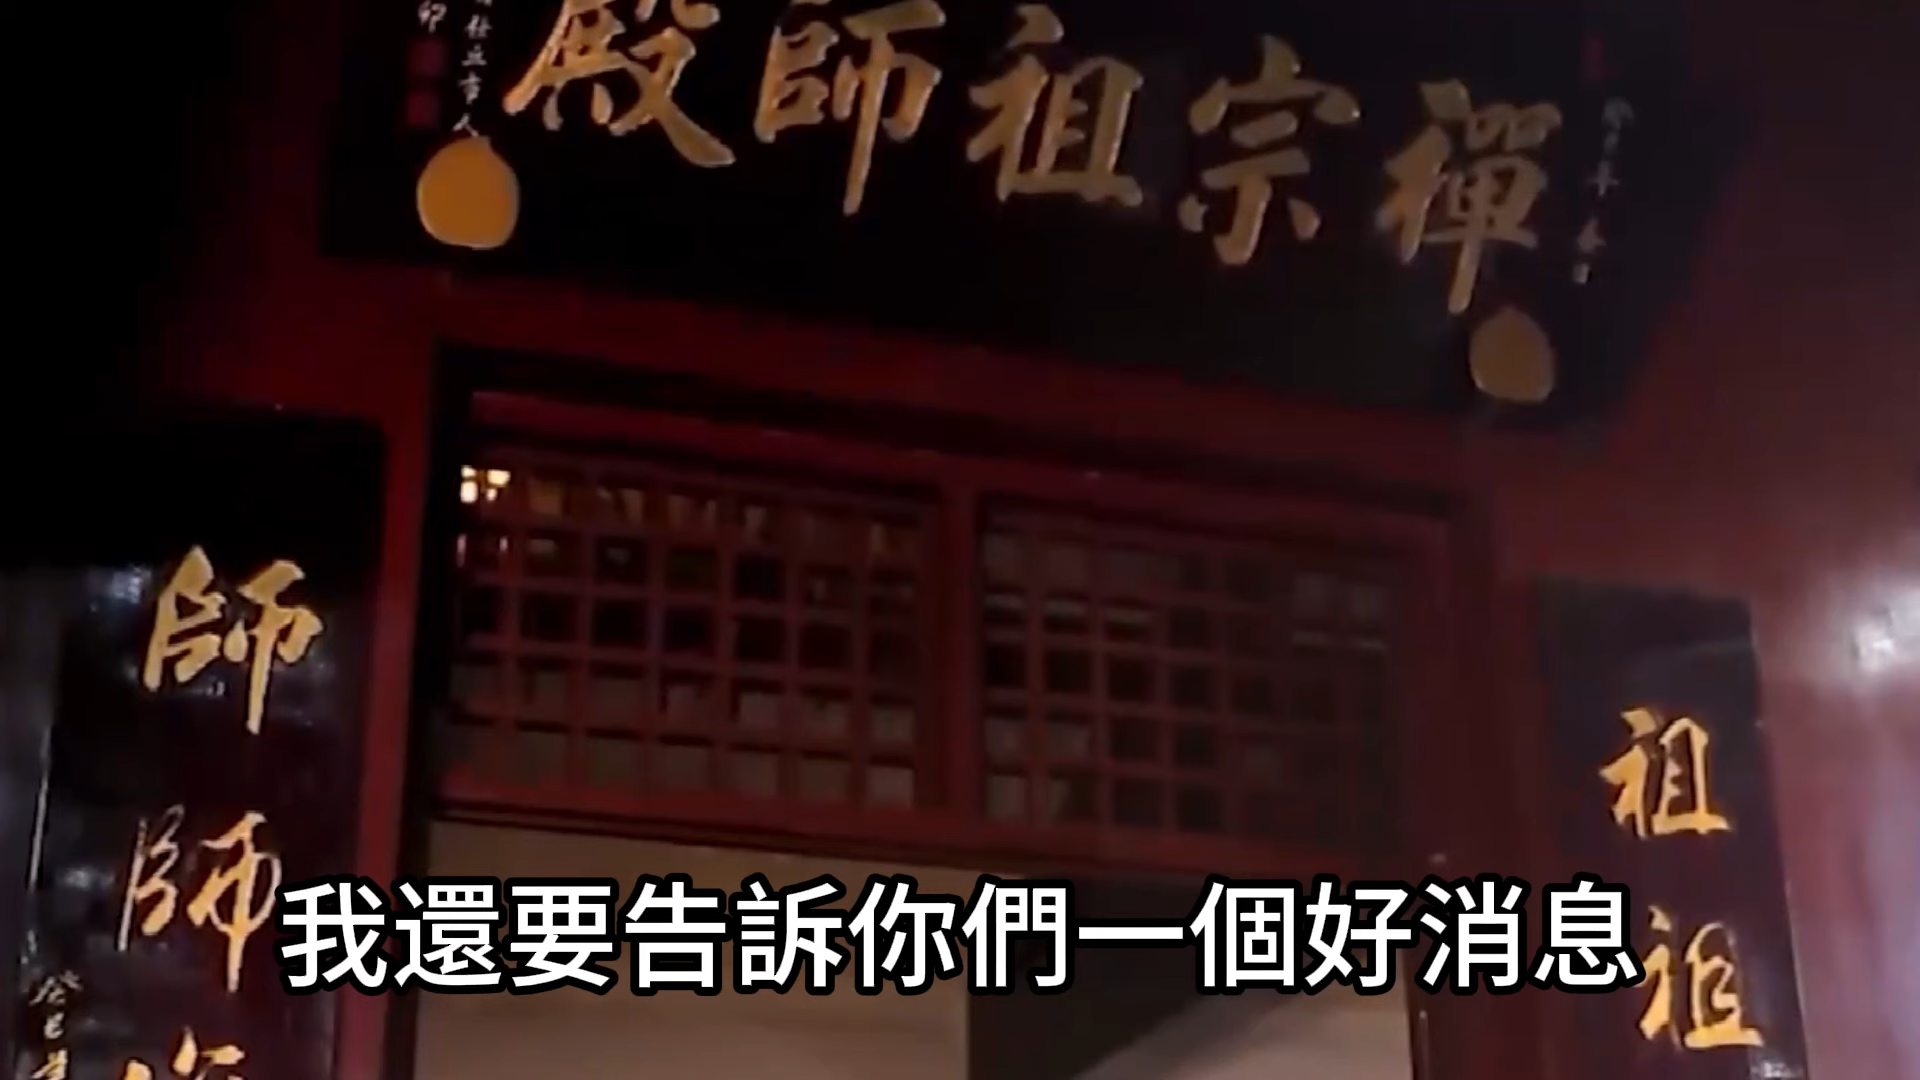 禪宗祖師殿
祖祖
師師
我還要告訴你們一個好消息